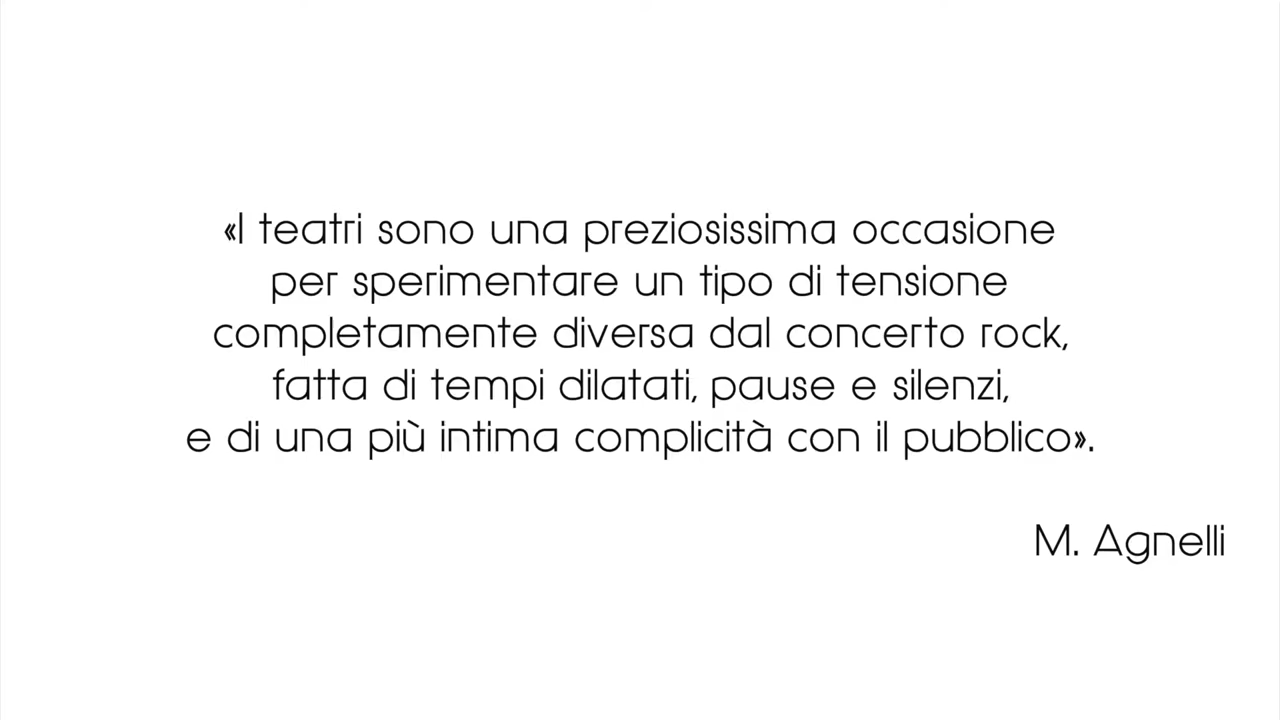 «I teatri sono una preziosissima occasione
per sperimentare un tipo di tensione
completamente diversa dal concerto rock,
fatta di tempi dilatati, pause e silenzi,
e di una più intima complicità con il pubblico».
M. Agnelli